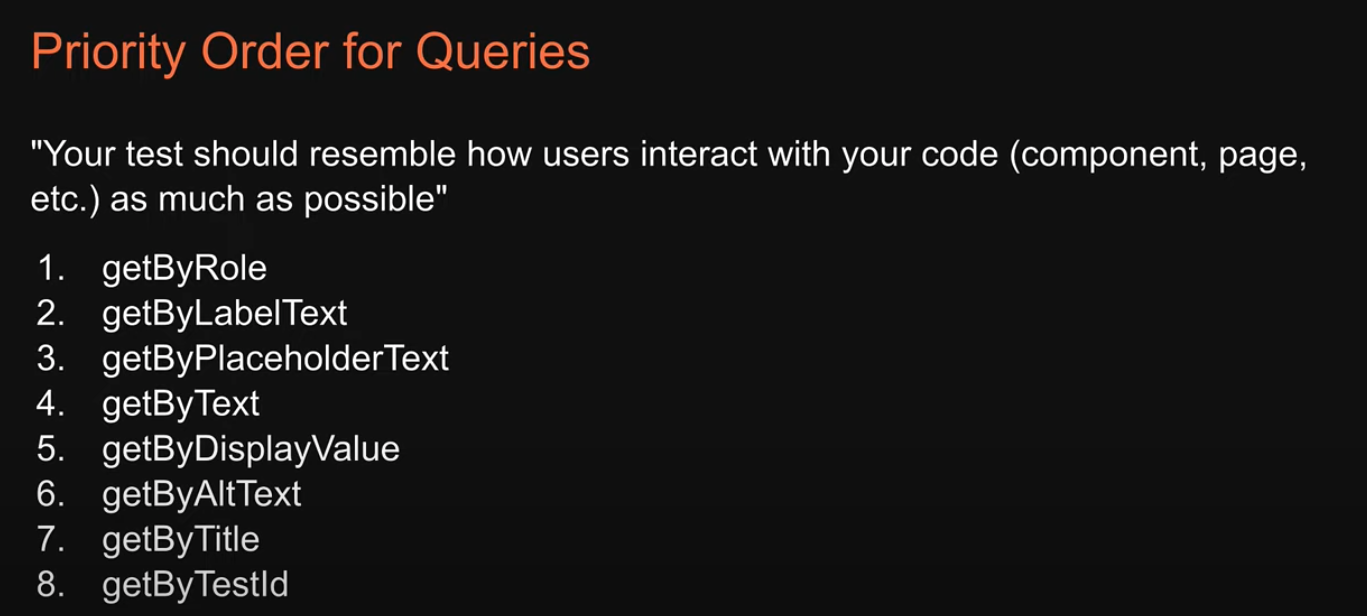 Priority Order for Queries
"Your test should resemble how users interact with your code (component, page,
etc.) as much as possible"
1. getByRole
2. getByLabelText
3. getByPlaceholderText
4. getByText
5. getByDisplayValue
6. getByAltText
7. getByTitle
8. getByTestId